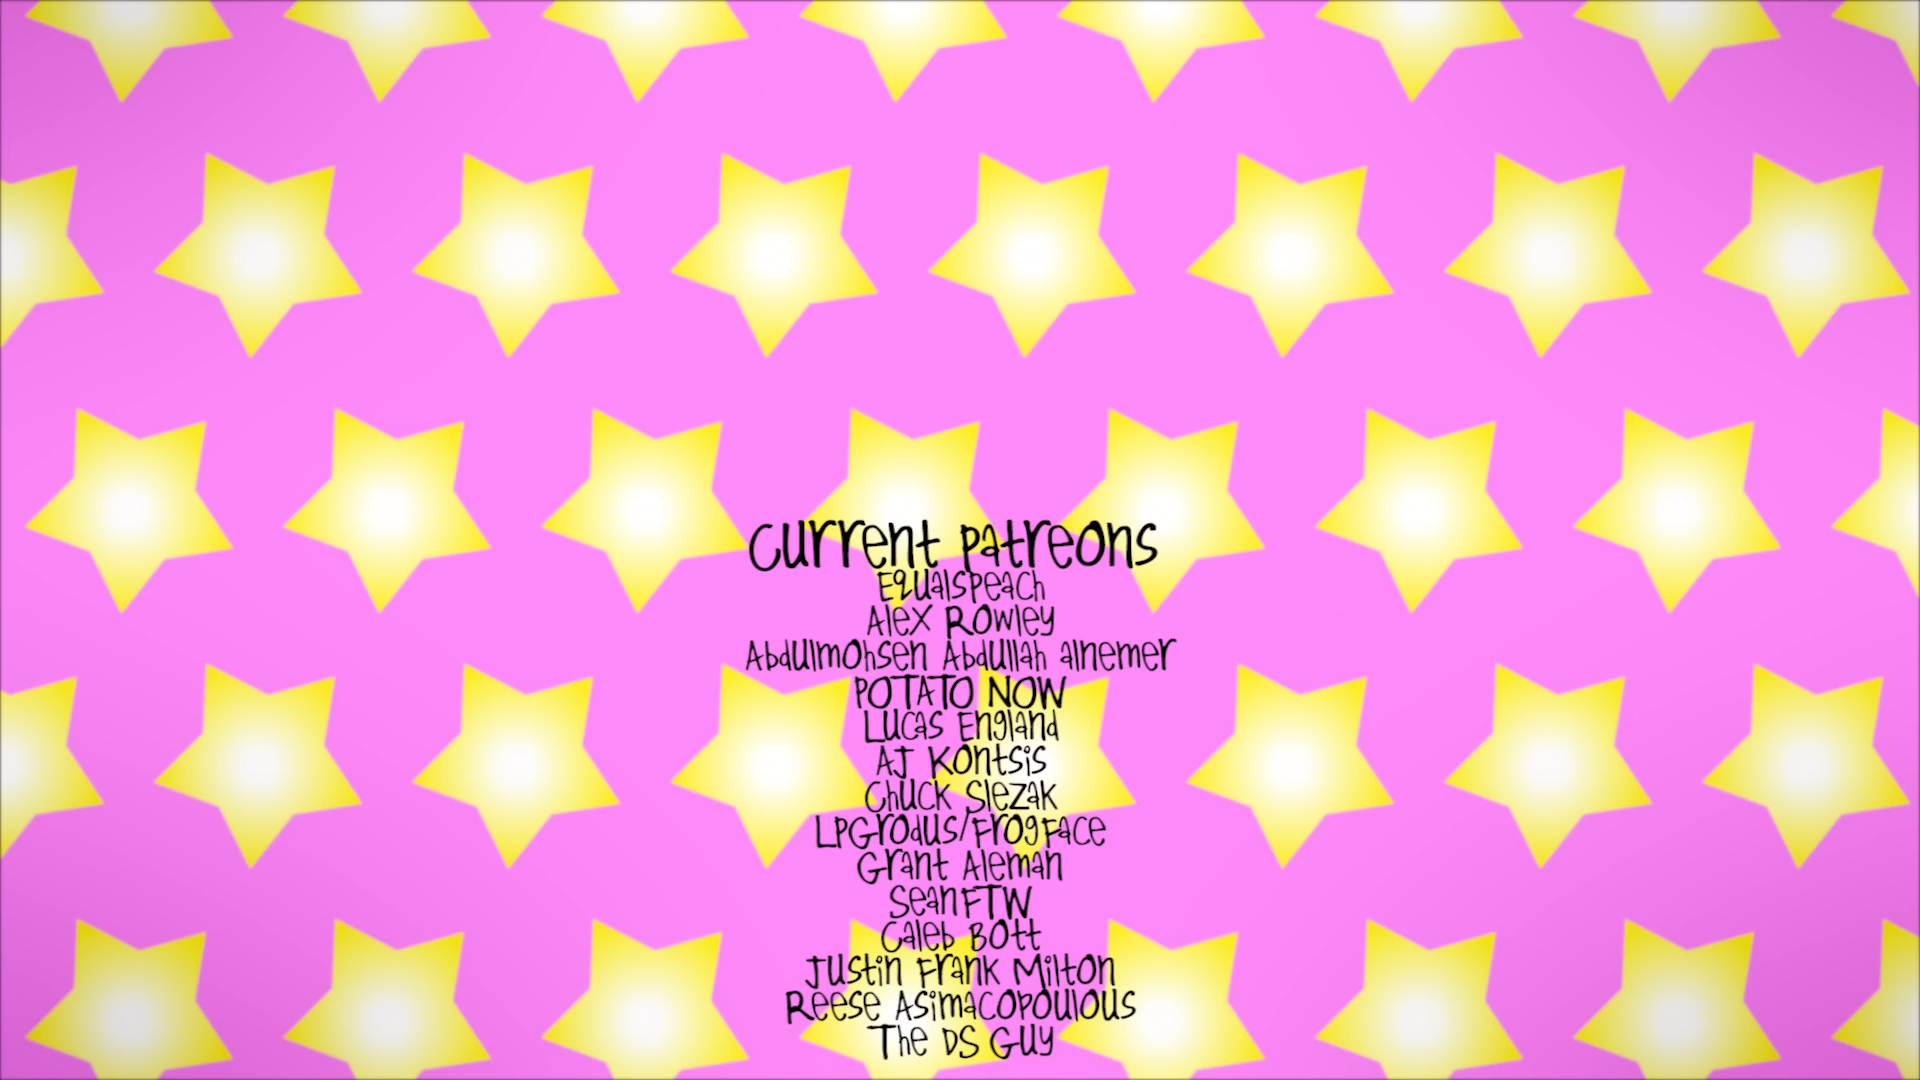 Current Patreons
Equalspeach
Alex Rowley
Abdulmohsen Abdullah alnemer
POTATO NOW
Lucas England
AJ Kontsis
Chuck Slezak
LPGrodus/FrogFace
Grant Aleman
SeanFTW
Caleb Bott
Justin Frank Milton
Reese Asimacopoulous
The DS Guy